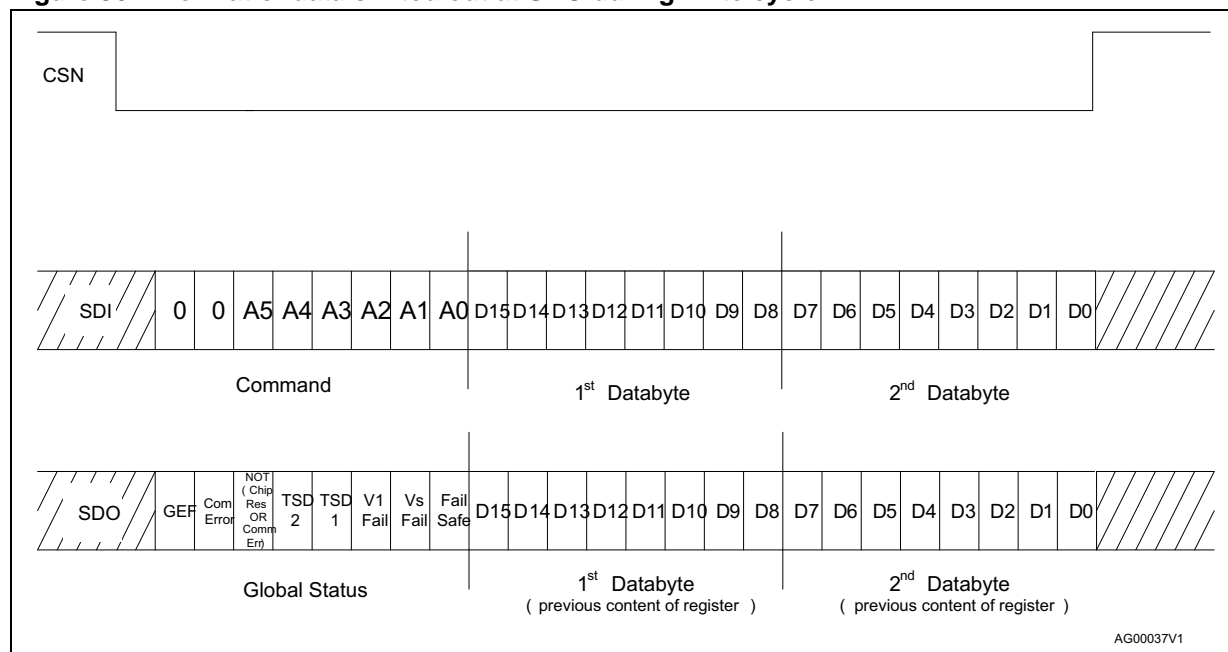 CSN
SDI 0 0 A5 A4 A3 A2 A1 A0 D15 D14 D13 D12 D11 D10 D9 D8 D7 D6 D5 D4 D3 D2 D1 D0
Command 1st Databyte 2nd Databyte
SDO GEF Com Error NOT ( Chip Res OR Comm Err) TSD 2 TSD 1 V1 Fail Vs Fail Fail Safe D15 D14 D13 D12 D11 D10 D9 D8 D7 D6 D5 D4 D3 D2 D1 D0
Global Status 1st Databyte 2nd Databyte
( previous content of register ) ( previous content of register )
AG00037V1